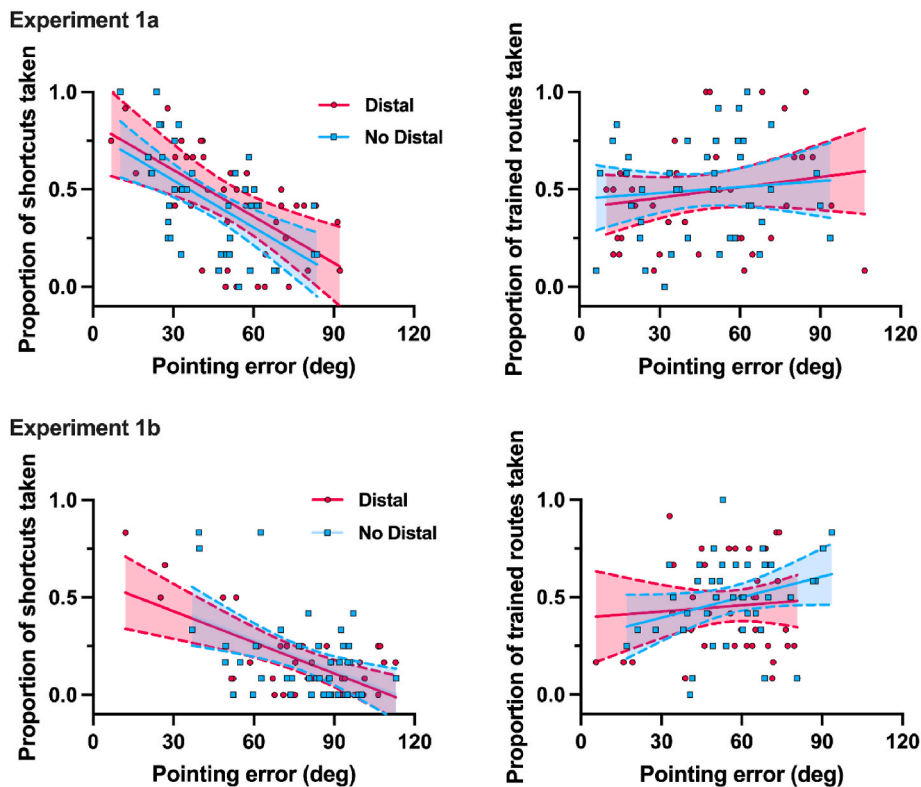 Experiment 1a
Proportion of shortcuts taken
1.0
0.5
0.0
0 30 60 90 120
Pointing error (deg)
Distal
No Distal
Proportion of trained routes taken
1.0
0.5
0.0
0 30 60 90 120
Pointing error (deg)
Experiment 1b
Proportion of shortcuts taken
1.0
0.5
0.0
0 30 60 90 120
Pointing error (deg)
Distal
No Distal
Proportion of trained routes taken
1.0
0.5
0.0
0 30 60 90 120
Pointing error (deg)